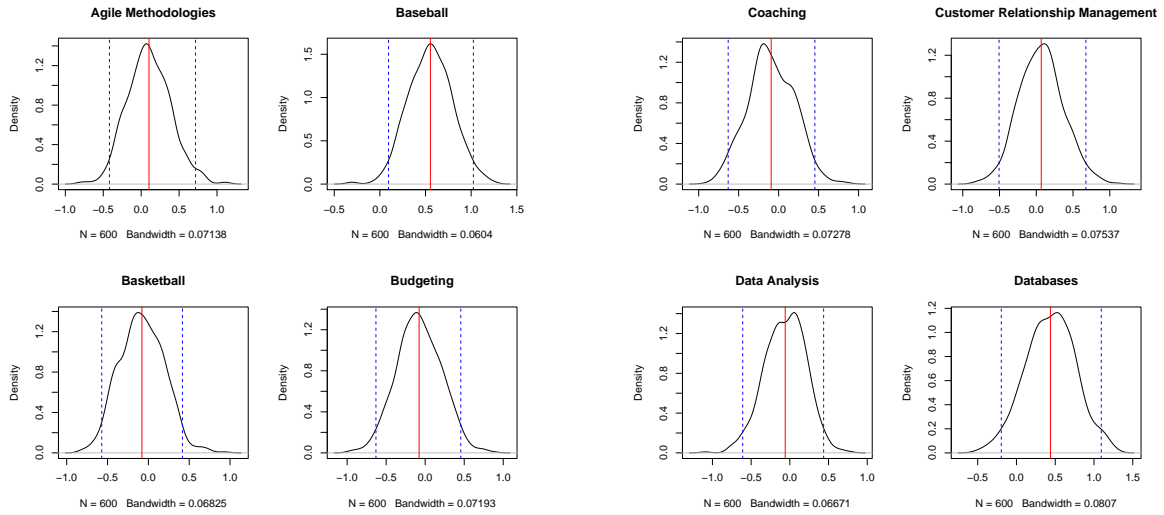 Agile Methodologies
Density
0.0 0.4 0.8 1.2
−1.0 −0.5 0.0 0.5 1.0
N = 600 Bandwidth = 0.07138
Baseball
Density
0.0 0.5 1.0 1.5
−0.5 0.0 0.5 1.0 1.5
N = 600 Bandwidth = 0.0604
Coaching
Density
0.0 0.4 0.8 1.2
−1.0 −0.5 0.0 0.5 1.0
N = 600 Bandwidth = 0.07278
Customer Relationship Management
Density
0.0 0.4 0.8 1.2
−1.0 −0.5 0.0 0.5 1.0
N = 600 Bandwidth = 0.07537
Basketball
Density
0.0 0.4 0.8 1.2
−1.0 −0.5 0.0 0.5 1.0
N = 600 Bandwidth = 0.06825
Budgeting
Density
0.0 0.4 0.8 1.2
−1.0 −0.5 0.0 0.5 1.0
N = 600 Bandwidth = 0.07193
Data Analysis
Density
0.0 0.4 0.8 1.2
−1.0 −0.5 0.0 0.5 1.0
N = 600 Bandwidth = 0.06671
Databases
Density
0.0 0.2 0.4 0.6 0.8 1.0 1.2
−0.5 0.0 0.5 1.0 1.5
N = 600 Bandwidth = 0.0807